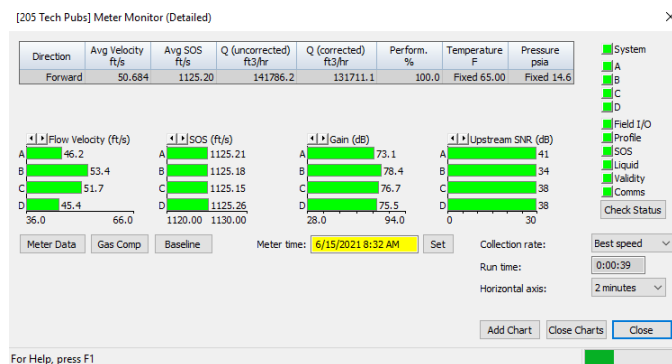 [205 Tech Pubs] Meter Monitor (Detailed)
Direction Avg Velocity ft/s Avg SOS ft/s Q (uncorrected) ft3/hr Q (corrected) ft3/hr Perform. % Temperature F Pressure psia
Forward 50.684 1125.20 141786.2 131711.1 100.0 Fixed 65.00 Fixed 14.6
System
A
B
C
D
Field I/O
Profile
SOS
Liquid
Validity
Comms
Check Status
Flow Velocity (ft/s)
A 46.2
B 53.4
C 51.7
D 45.4
36.0 66.0
SOS (ft/s)
A 1125.21
B 1125.18
C 1125.15
D 1125.26
1120.00 1130.00
Gain (dB)
A 73.1
B 78.4
C 76.7
D 75.5
28.0 94.0
Upstream SNR (dB)
A 41
B 34
C 38
D 38
0 30
Meter Data Gas Comp Baseline Meter time: 6/15/2021 8:32 AM Set
Collection rate: Best speed
Run time: 0:00:39
Horizontal axis: 2 minutes
Add Chart Close Charts Close
For Help, press F1